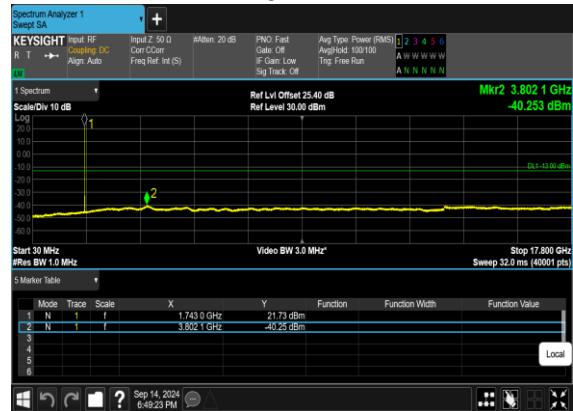 Spectrum Analyzer 1
Swept SA
+
KEYSIGHT Input: RF Input Z: 50 Ω #Atten: 20 dB PNO: Fast Avg Type: Power (RMS) 1 2 3 4 5 6
R T Coupling: DC Corr CCorr Gate: Off Avg|Hold: 100/100 A W W W W W
Align: Auto Freq Ref: Int (S) IF Gain: Low Trig: Free Run
Sig Track: Off A N N N N N
LW
1 Spectrum Ref Lvl Offset 25.40 dB Mkr2 3.802 1 GHz
Scale/Div 10 dB Ref Level 30.00 dBm -40.253 dBm
Log
20.0
10.0
0.00
-10.0
-20.0
-30.0
-40.0
-50.0
-60.0
1
DL1 -13.00 dBm
2
Start 30 MHz Video BW 3.0 MHz* Stop 17.800 GHz
#Res BW 1.0 MHz Sweep 32.0 ms (40001 pts)
5 Marker Table
Mode Trace Scale X Y Function Function Width Function Value
1 N 1 f 1.743 0 GHz 21.73 dBm
2 N 1 f 3.802 1 GHz -40.25 dBm
3
4
5
6
Local
? Sep 14, 2024
6:49:23 PM